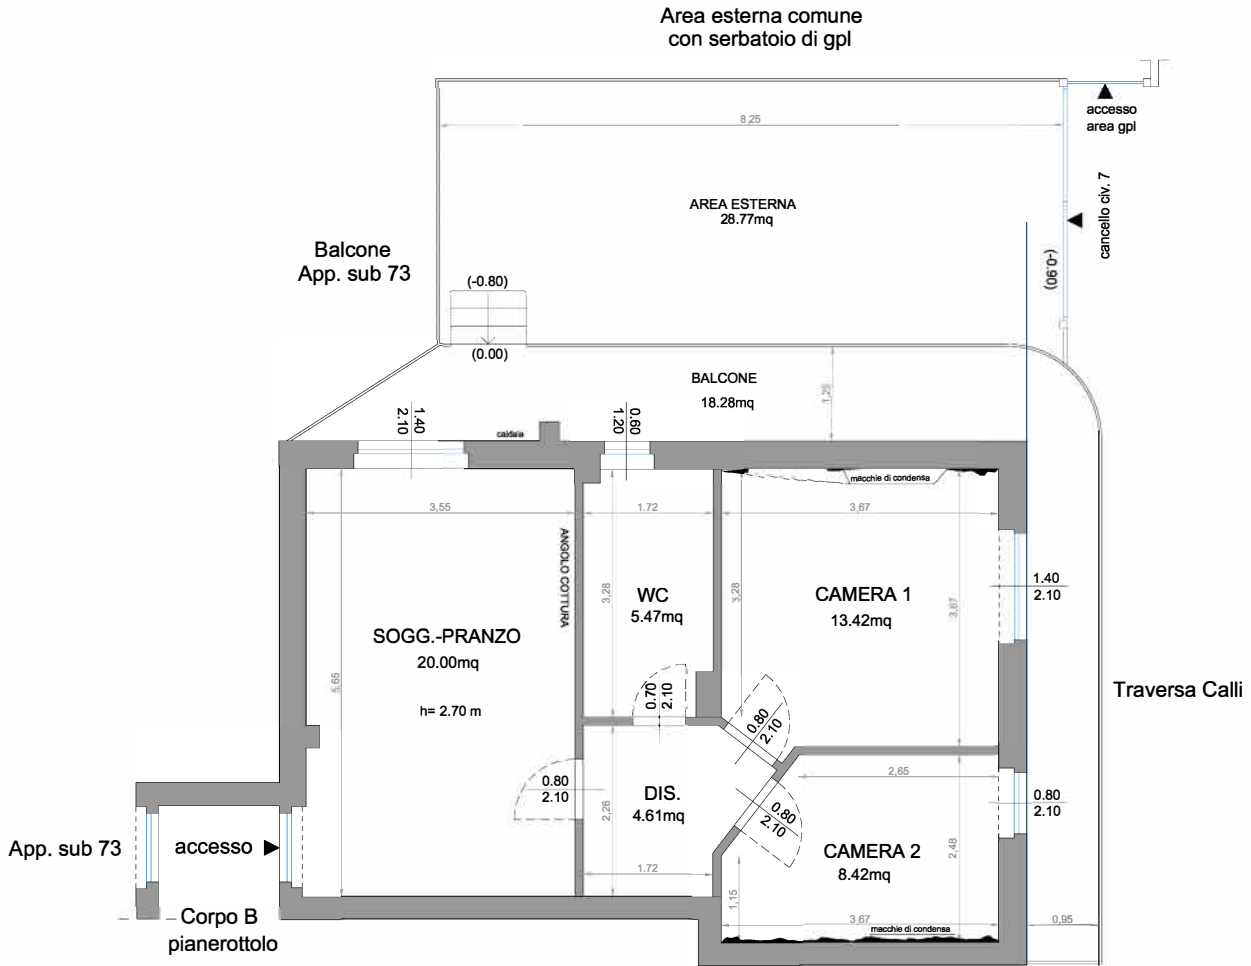 Area esterna comune
con serbatoio di gpl
accesso
area gpl
8,25
cancello civ. 7
AREA ESTERNA
28.77mq
Balcone
App. sub 73
(-0.90)
(-0.80)
(0.00)
BALCONE
18.28mq
1,25
1.40
2.10
caldaia
0.60
1.20
macchie di condensa
3,55
1.72
3,67
ANGOLO COTTURA
3,28
3,28
3,67
1.40
2.10
WC
5.47mq
CAMERA 1
13.42mq
SOGG.-PRANZO
20.00mq
h= 2.70 m
5,65
0.70
2.10
0.80
2.10
Traversa Calli
0.80
2.10
2,65
0.80
2.10
DIS.
4.61mq
2,26
0.80
2.10
App. sub 73
accesso
CAMERA 2
8.42mq
2,48
1.72
1,15
3,67
macchie di condensa
0,95
Corpo B
pianerottolo